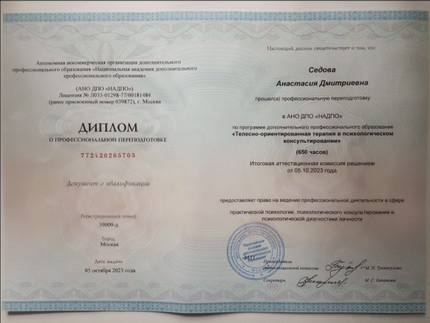 Автономная некоммерческая организация дополнительного
профессионального образования «Национальная академия дополнительного
профессионального образования»
(АНО ДПО «НАДПО»)
Лицензия № Л035-01298-77/00181484
(ранее присвоенный номер 039872), г. Москва
ДИПЛОМ
О ПРОФЕССИОНАЛЬНОЙ ПЕРЕПОДГОТОВКЕ
772420265705
Документ о квалификации
Регистрационный номер
Город
Москва
Дата выдачи
05 октября 2023 года
Настоящий диплом свидетельствует о том, что
Седова
Анастасия Дмитриевна
прошел(а) профессиональную переподготовку
в АНО ДПО «НАДПО»
по программе дополнительного профессионального образования
«Телесно-ориентированная терапия в психологическом
консультировании»
(650 часов)
Итоговая аттестационная комиссия решением
от 05.10.2023 года
предоставляет право на ведение профессиональной деятельности в сфере
практической психологии, психологического консультирования и
психологической диагностики личности
Председатель
аттестационной комиссии
Секретарь